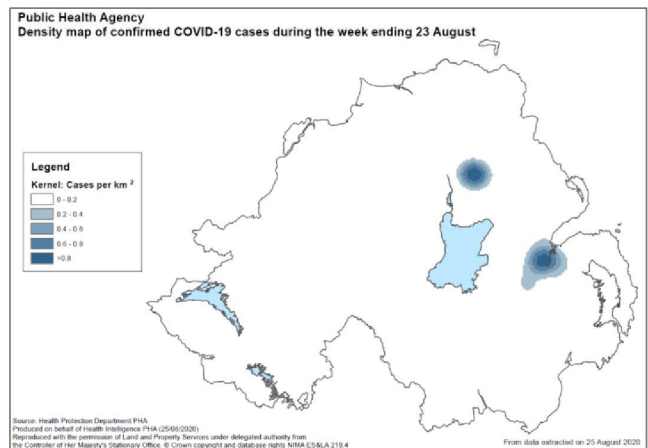 Public Health Agency
Density map of confirmed COVID-19 cases during the week ending 23 August
Legend
Kernel: Cases per km 2
0 - 0.2
0.2 - 0.4
0.4 - 0.6
0.6 - 0.8
>0.8
Source: Health Protection Department PHA
Produced on behalf of Health Intelligence PHA (25/08/2020)
Reproduced with the permission of Land and Property Services under delegated authority from
the Controller of Her Majesty's Stationary Office, © Crown copyright and database rights NIMA ES&LA 210.4
From data extracted on 25 August 2020